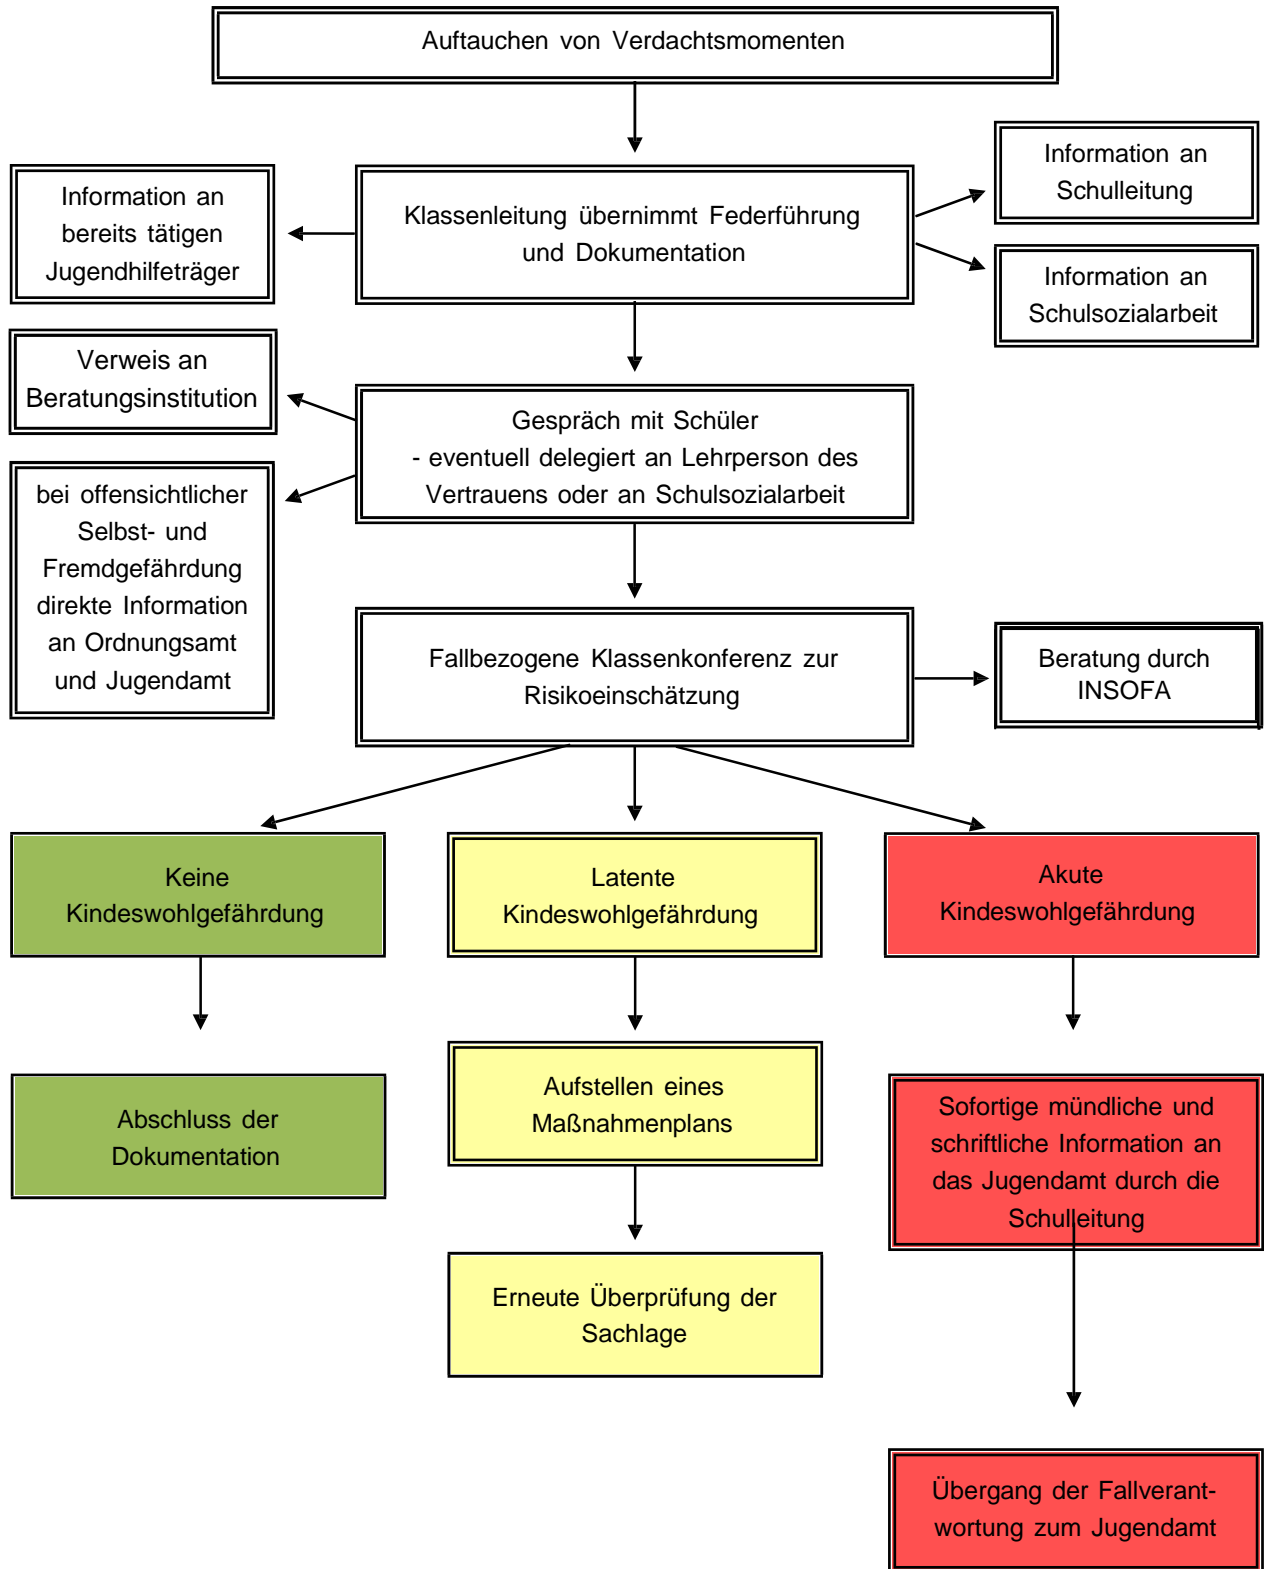 Auftauchen von Verdachtsmomenten
Information an
bereits tätigen
Jugendhilfeträger
Klassenleitung übernimmt Federführung
und Dokumentation
Information an
Schulleitung
Information an
Schulsozialarbeit
Verweis an
Beratungsinstitution
Gespräch mit Schüler
- eventuell delegiert an Lehrperson des
Vertrauens oder an Schulsozialarbeit
bei offensichtlicher
Selbst- und
Fremdgefährdung
direkte Information
an Ordnungsamt
und Jugendamt
Fallbezogene Klassenkonferenz zur
Risikoeinschätzung
Beratung durch
INSOFA
Keine
Kindeswohlgefährdung
Latente
Kindeswohlgefährdung
Akute
Kindeswohlgefährdung
Abschluss der
Dokumentation
Aufstellen eines
Maßnahmenplans
Sofortige mündliche und
schriftliche Information an
das Jugendamt durch die
Schulleitung
Erneute Überprüfung der
Sachlage
Übergang der Fallverant-
wortung zum Jugendamt